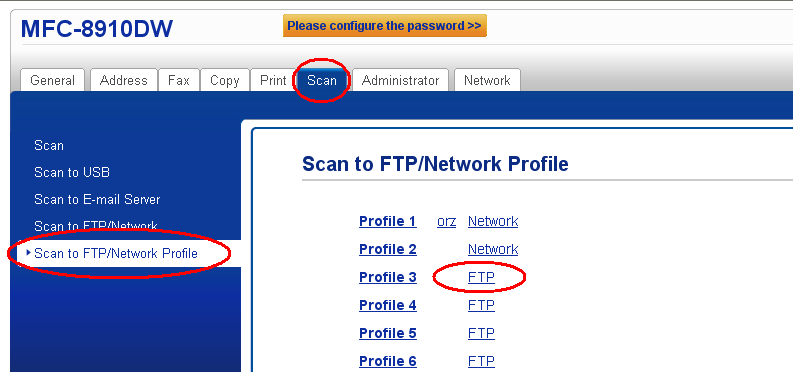 MFC-8910DW
Please configure the password >>
General Address Fax Copy Print Scan Administrator Network
Scan
Scan to USB
Scan to E-mail Server
Scan to FTP/Network
Scan to FTP/Network Profile
Scan to FTP/Network Profile
Profile 1 orz Network
Profile 2 Network
Profile 3 FTP
Profile 4 FTP
Profile 5 FTP
Profile 6 FTP